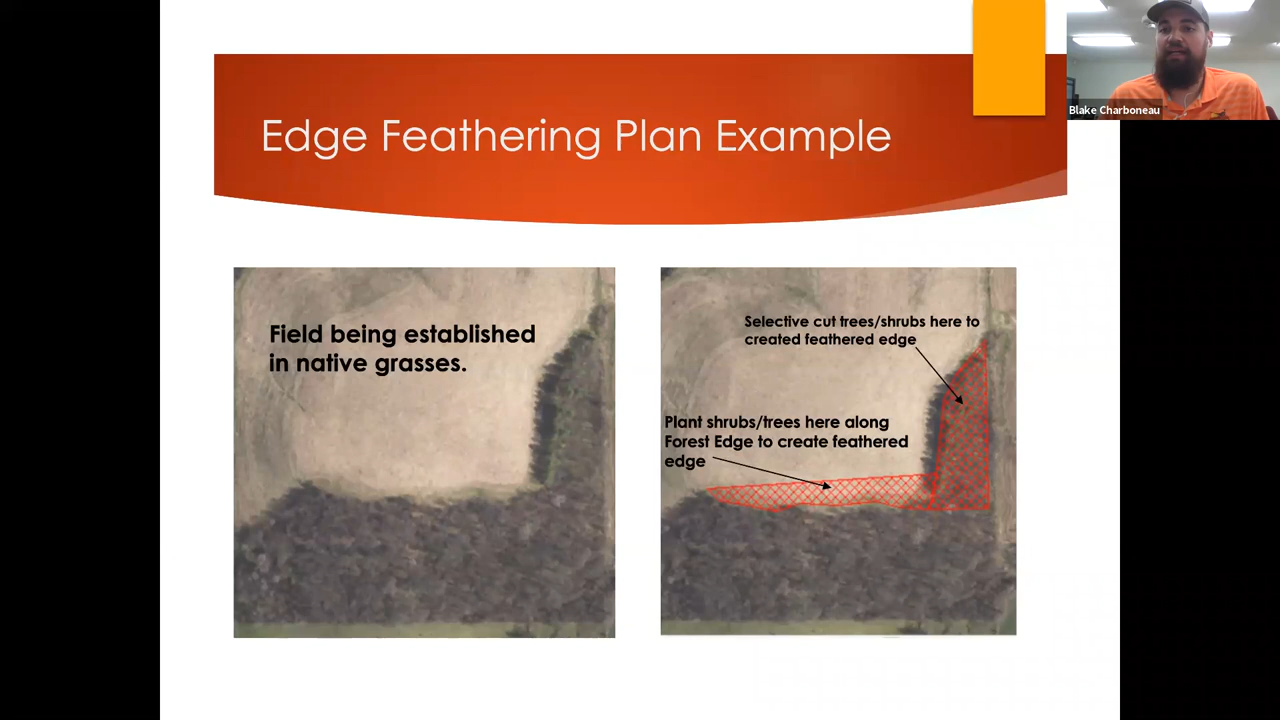 Edge Feathering Plan Example
Blake Charboneau
Field being established
in native grasses.
Selective cut trees/shrubs here to
created feathered edge
Plant shrubs/trees here along
Forest Edge to create feathered
edge